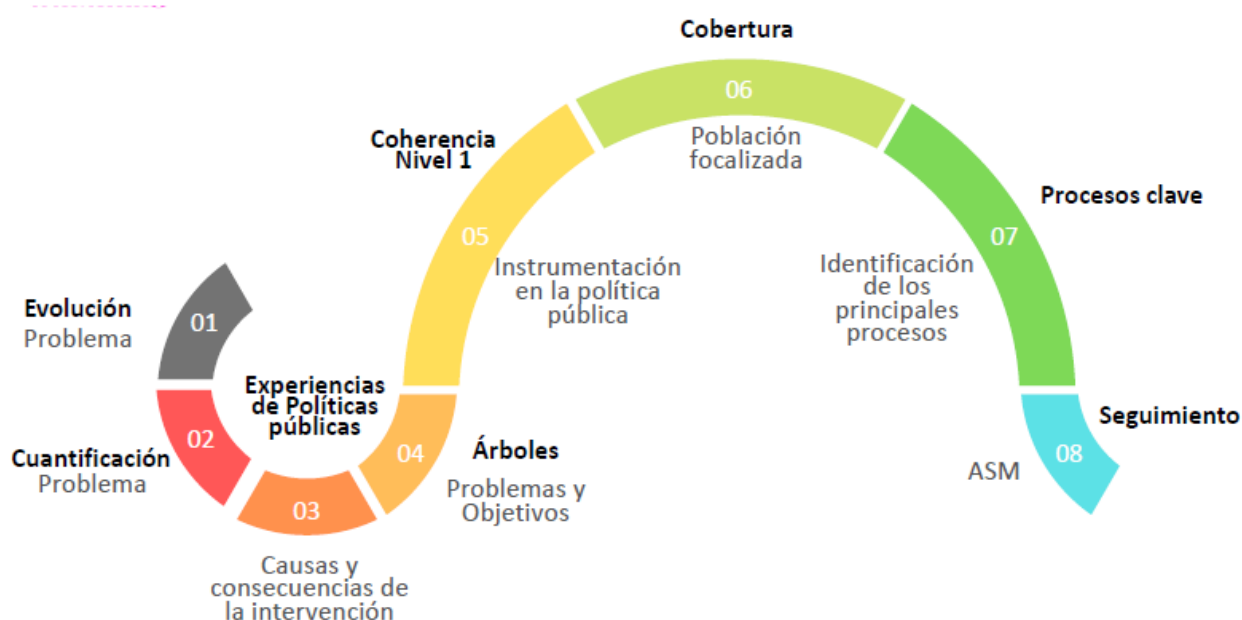 01
Evolución
Problema
02
Cuantificación
Problema
03
Experiencias
de Políticas
públicas
Causas y
consecuencias de
la intervención
04
Árboles
Problemas y
Objetivos
05
Coherencia
Nivel 1
Instrumentación
en la política
pública
06
Cobertura
Población
focalizada
07
Procesos clave
Identificación
de los
principales
procesos
08
Seguimiento
ASM